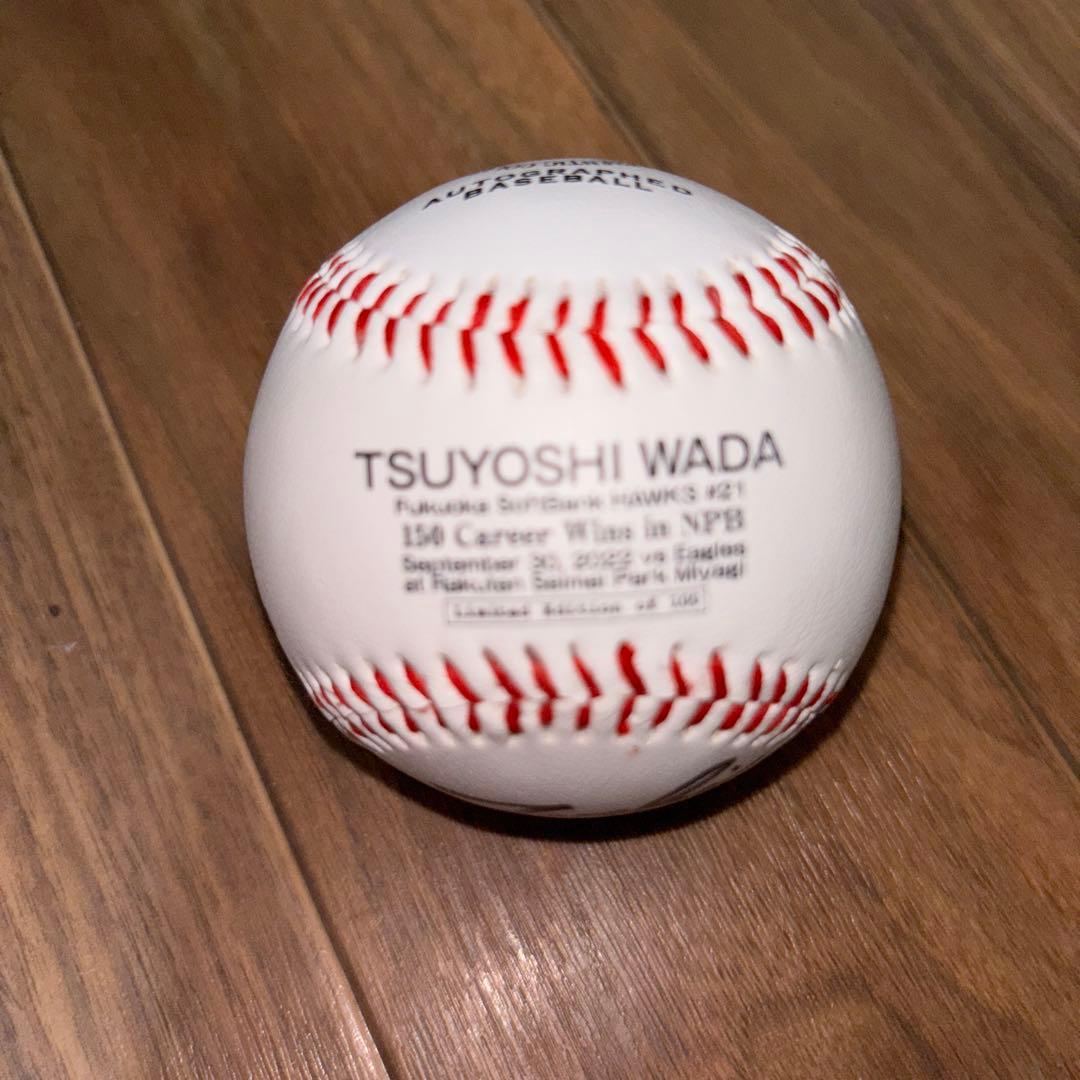 AUTOGRAPHED
BASEBALL
TSUYOSHI WADA
Fukuoka SoftBank HAWKS #21
150 Career Wins in NPB
September 30, 2022 vs Eagles
at Rakuten Seimei Park Miyagi
Limited Edition of 100